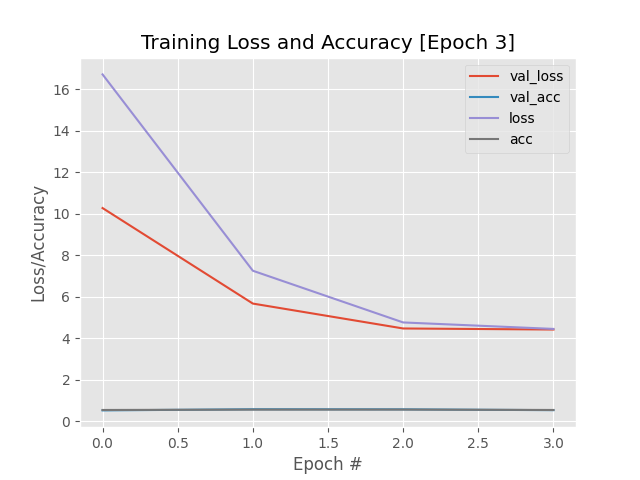 Training Loss and Accuracy [Epoch 3]
val_loss
val_acc
loss
acc
Loss/Accuracy
16
14
12
10
8
6
4
2
0
0.0 0.5 1.0 1.5 2.0 2.5 3.0
Epoch #